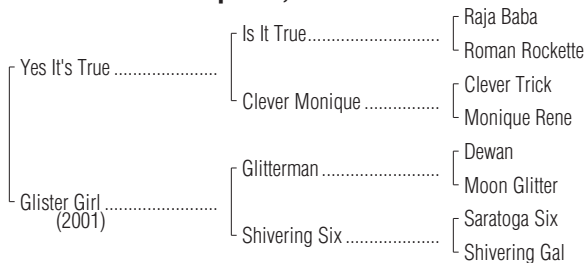 Raja Baba
Is It True
Roman Rockette
Yes It's True
Clever Trick
Clever Monique
Monique Rene
Dewan
Glitterman
Moon Glitter
Glister Girl
(2001)
Saratoga Six
Shivering Six
Shivering Gal